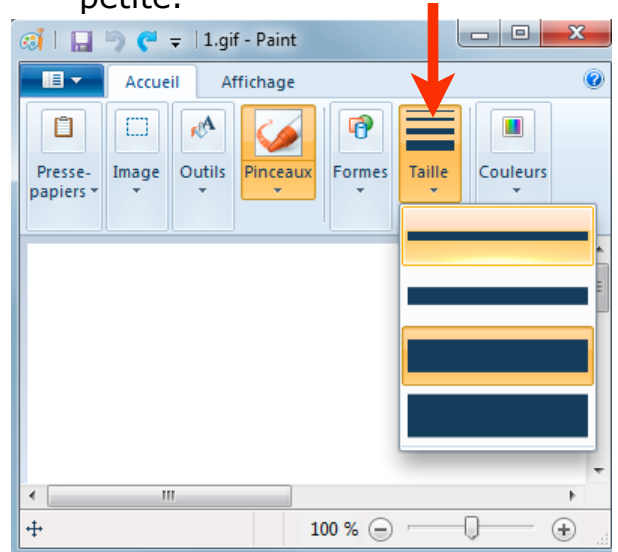 petite.
1.gif - Paint
Accueil Affichage
Presse-
papiers
Image
Outils
Pinceaux
Formes
Taille
Couleurs
100 %